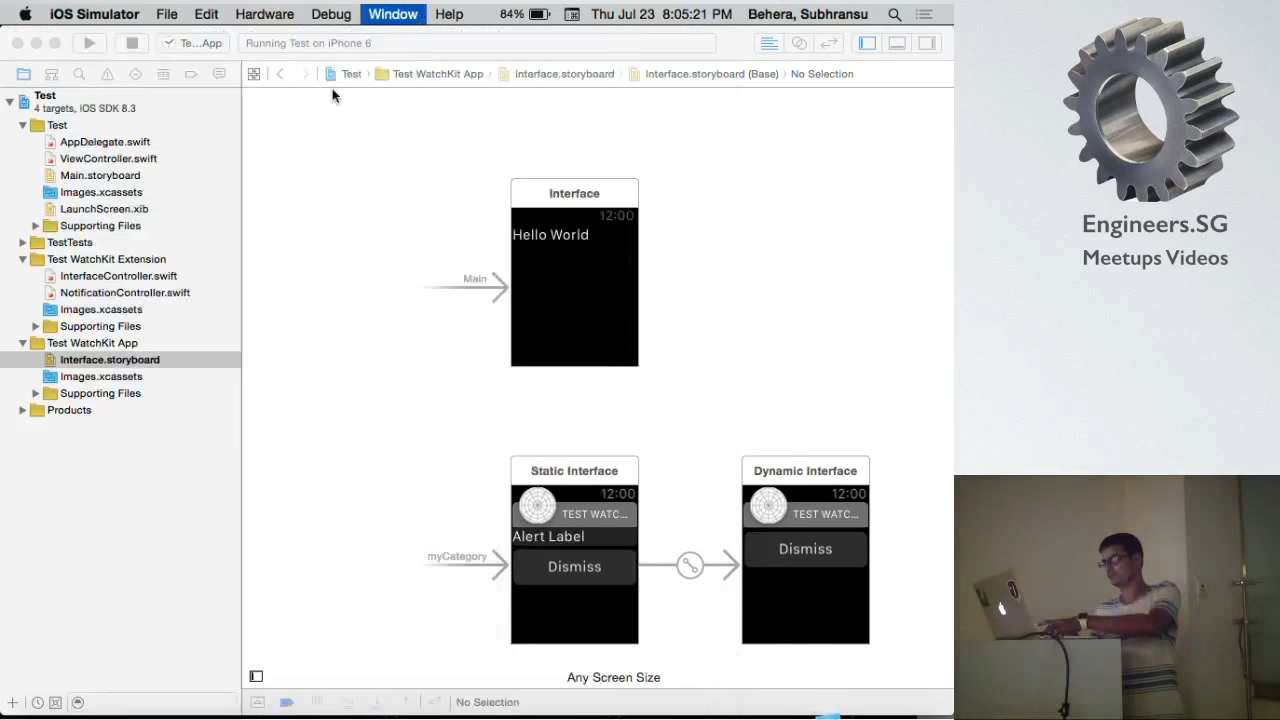 iOS Simulator File Edit Hardware Debug Window Help 84% Thu Jul 23 8:05:21 PM Behera, Subhransu
Te...App Running Test on iPhone 6
Test Test WatchKit App Interface.storyboard Interface.storyboard (Base) No Selection
Test
4 targets, iOS SDK 8.3
Test
AppDelegate.swift
ViewController.swift
Main.storyboard
Images.xcassets
LaunchScreen.xib
Supporting Files
TestTests
Test WatchKit Extension
InterfaceController.swift
NotificationController.swift
Images.xcassets
Supporting Files
Test WatchKit App
Interface.storyboard
Images.xcassets
Supporting Files
Products
Interface
12:00
Hello World
Main
Static Interface
12:00
TEST WATC...
Alert Label
Dismiss
myCategory
Dynamic Interface
12:00
TEST WATC...
Dismiss
Any Screen Size
No Selection
Engineers.SG
Meetups Videos